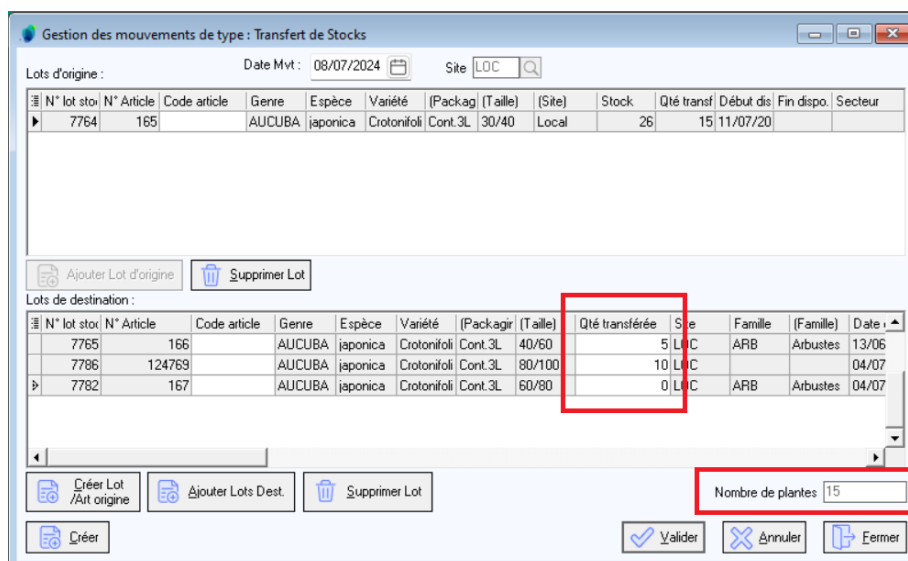 Gestion des mouvements de type : Transfert de Stocks
Lots d'origine : Date Mvt : 08/07/2024 Site LOC
N° lot sto N° Article Code article Genre Espèce Variété (Packag (Taille) (Site) Stock Qté transf Début dis Fin dispo. Secteur
7764 165 AUCUBA japonica Crotonifoli Cont.3L 30/40 Local 26 15 11/07/20
Ajouter Lot d'origine Supprimer Lot
Lots de destination :
N° lot stoc N° Article Code article Genre Espèce Variété (Packagir (Taille) Qté transférée Site Famille (Famille) Date
7765 166 AUCUBA japonica Crotonifoli Cont.3L 40/60 5 LOC ARB Arbustes 13/06
7786 124769 AUCUBA japonica Crotonifoli Cont.3L 80/100 10 LOC 04/07
7782 167 AUCUBA japonica Crotonifoli Cont.3L 60/80 0 LOC ARB Arbustes 04/07
Créer Lot
/Art origine Ajouter Lots Dest. Supprimer Lot Nombre de plantes 15
Créer Valider Annuler Fermer